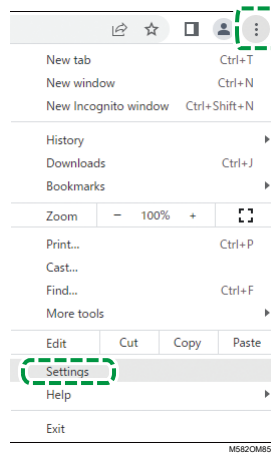 New tab Ctrl+T
New window Ctrl+N
New Incognito window Ctrl+Shift+N
History
Downloads Ctrl+J
Bookmarks
Zoom − 100% +
Print... Ctrl+P
Cast...
Find... Ctrl+F
More tools
Edit Cut Copy Paste
Settings
Help
Exit
M582OM85